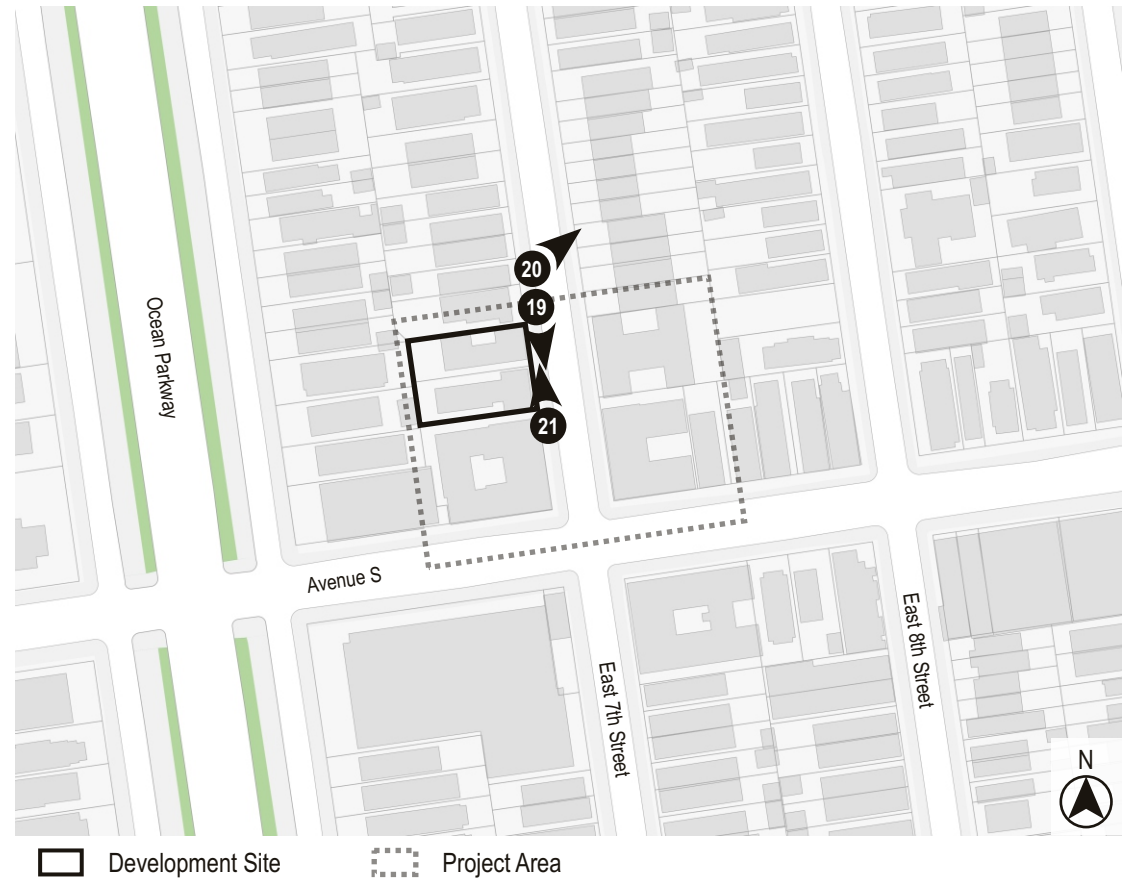 20
19
Ocean Parkway
21
Avenue S
East 8th Street
East 7th Street
N
Development Site
Project Area